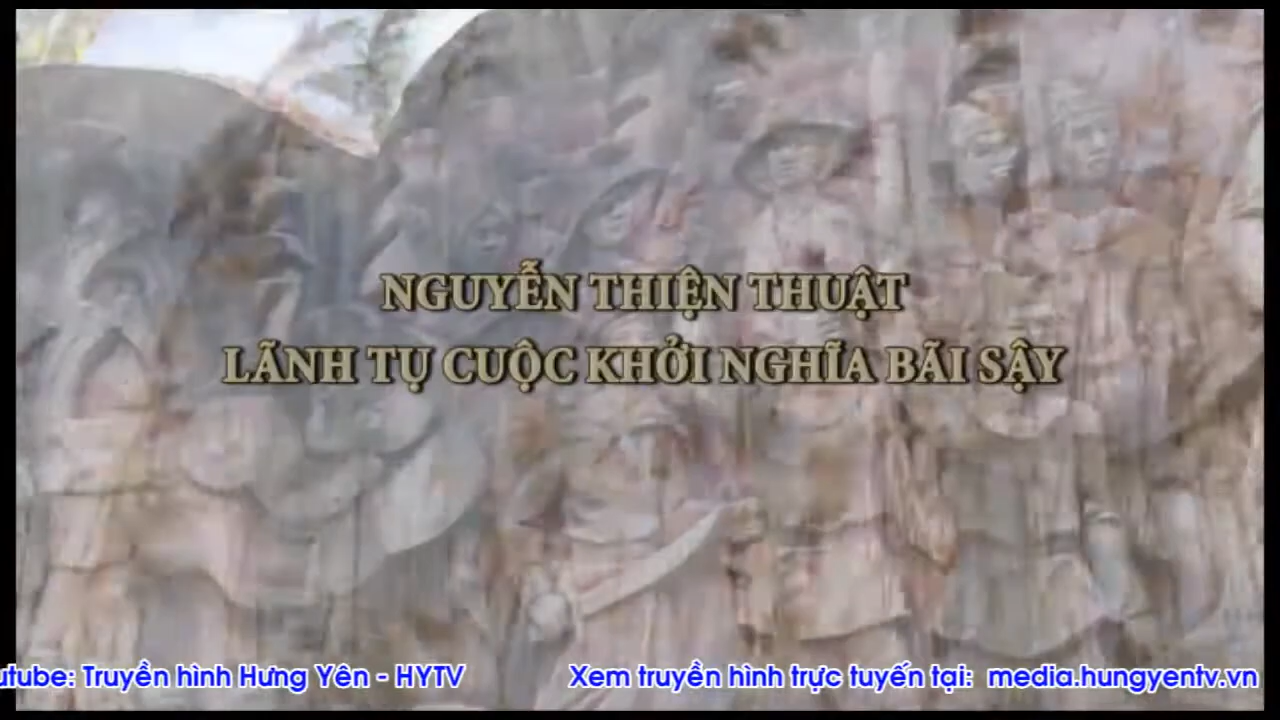 NGUYỄN THIỆN THUẬT
LÃNH TỤ CUỘC KHỞI NGHĨA BÃI SẬY
utube: Truyền hình Hưng Yên - HYTV Xem truyền hình trực tuyến tại: media.hungyentv.vn